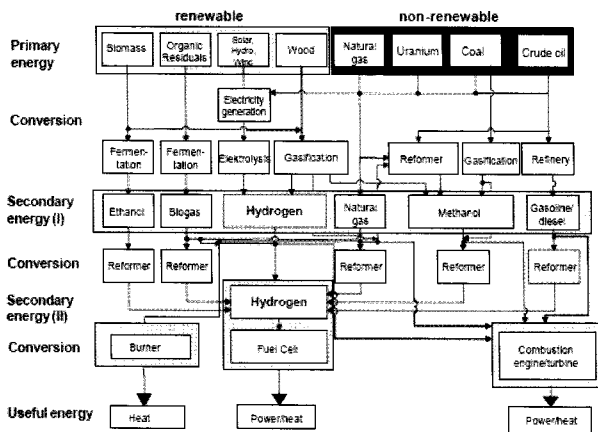 renewable
non-renewable
Primary
energy
Biomass
Organic
Residuals
Solar,
Hydro,
Wind
Wood
Natural
gas
Uranium
Coal
Crude oil
Electricity
generation
Conversion
Fermen-
tation
Fermen-
tation
Elektrolysis
Gasification
Reformer
Gasification
Refinery
Secondary
energy (I)
Ethanol
Biogas
Hydrogen
Natural
gas
Methanol
Gasoline/
diesel
Conversion
Reformer
Reformer
Reformer
Reformer
Reformer
Secondary
energy (II)
Hydrogen
Conversion
Burner
Fuel Cell
Combustion
engine/turbine
Useful energy
Heat
Power/heat
Power/heat